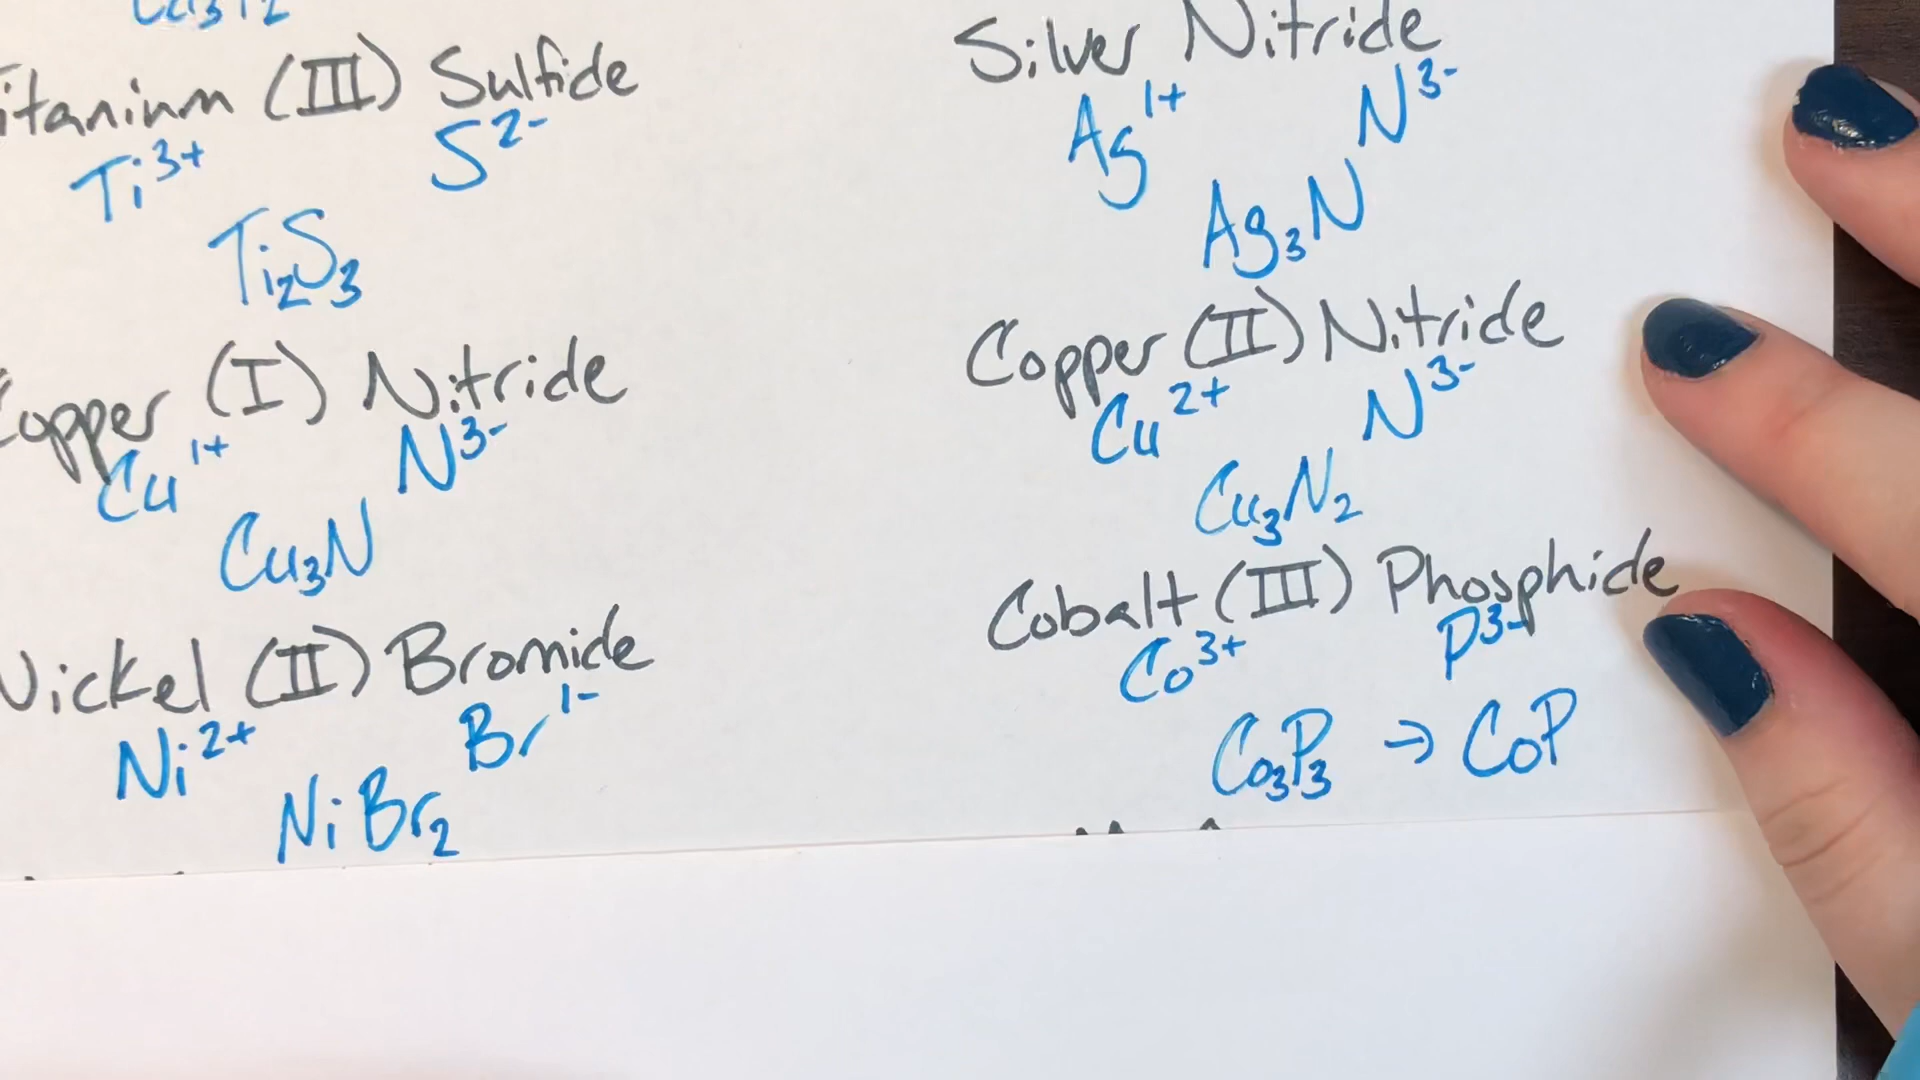 itanium (III) Sulfide
Ti3+ S2-
Ti2S3
Copper (I) Nitride
Cu1+ N3-
Cu3N
Nickel (II) Bromide
Ni2+ Br1-
NiBr2
Silver Nitride
Ag1+ N3-
Ag3N
Copper (II) Nitride
Cu2+ N3-
Cu3N2
Cobalt (III) Phosphide
Co3+ P3-
Co3P3 → CoP